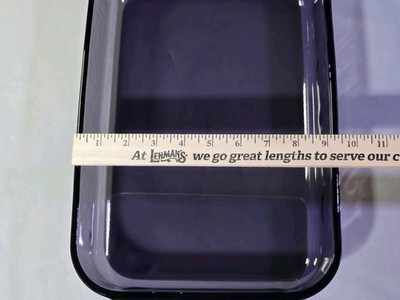 1 2 3 4 5 6 7 8 9 10 11
At LEHMAN'S we go great lengths to serve our c